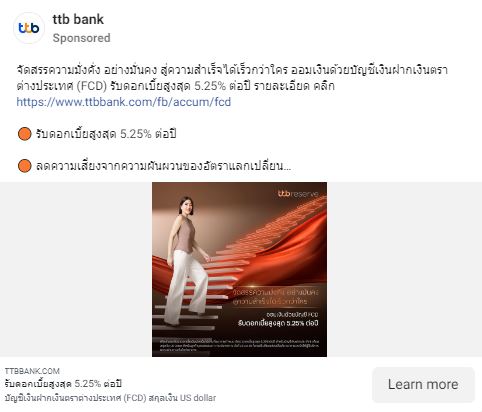 ttb bank
Sponsored
ttb
จัดสรรความมั่งคั่ง อย่างมั่นคง สู่ความสำเร็จได้เร็วกว่าใคร ออมเงินด้วยบัญชีเงินฝากเงินตรา
ต่างประเทศ (FCD) รับดอกเบี้ยสูงสุด 5.25% ต่อปี รายละเอียด คลิก
https://www.ttbbank.com/fb/accum/fcd
รับดอกเบี้ยสูงสุด 5.25% ต่อปี
ลดความเสี่ยงจากความผันผวนของอัตราแลกเปลี่ยน...
ttb reserve
จัดสรรความมั่งคั่ง อย่างมั่นคง
สู่ความสำเร็จได้เร็วกว่าใคร
ออมเงินด้วยบัญชี FCD
รับดอกเบี้ยสูงสุด 5.25% ต่อปี
TTBBANK.COM
รับดอกเบี้ยสูงสุด 5.25% ต่อปี
บัญชีเงินฝากเงินตราต่างประเทศ (FCD) สกุลเงิน US dollar
Learn more